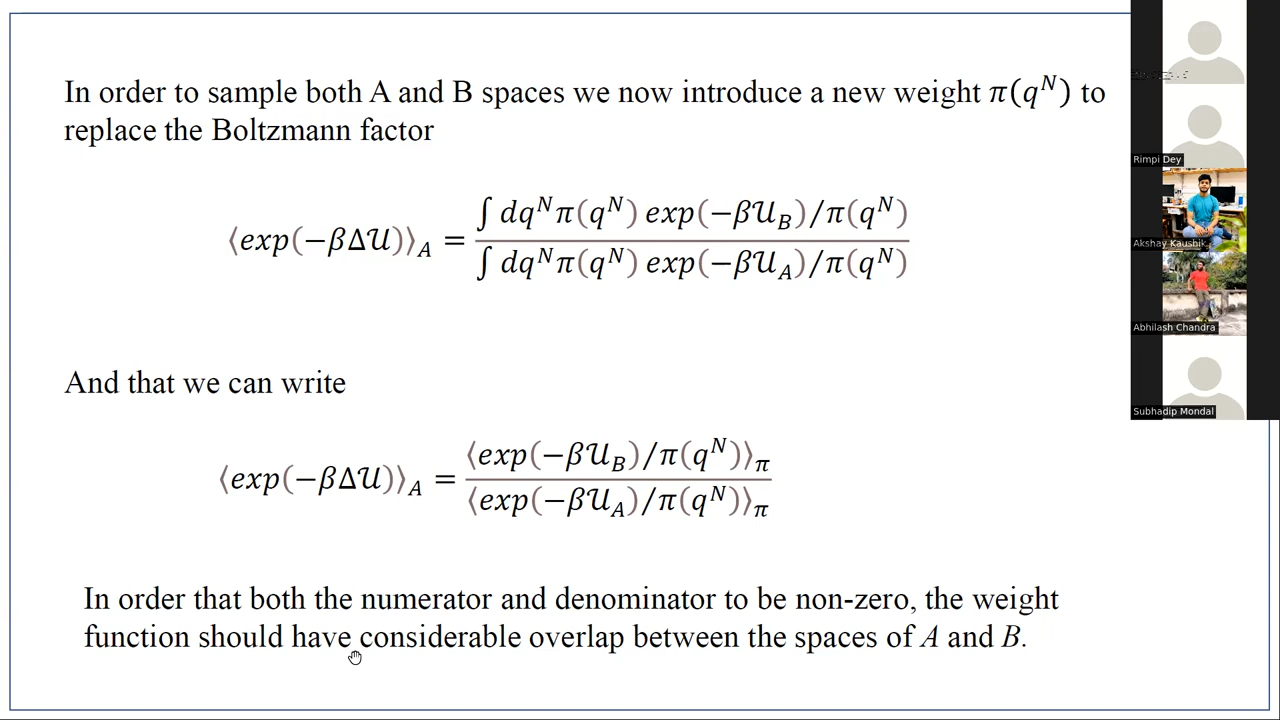 In order to sample both A and B spaces we now introduce a new weight π(q^N) to
replace the Boltzmann factor
⟨exp(−βΔ𝒰)⟩_A = ∫ dq^N π(q^N) exp(−β𝒰_B)/π(q^N)
∫ dq^N π(q^N) exp(−β𝒰_A)/π(q^N)
And that we can write
⟨exp(−βΔ𝒰)⟩_A = ⟨exp(−β𝒰_B)/π(q^N)⟩_π
⟨exp(−β𝒰_A)/π(q^N)⟩_π
In order that both the numerator and denominator to be non-zero, the weight
function should have considerable overlap between the spaces of A and B.
Rimpi Dey
Akshay Kaushik
Abhilash Chandra
Subhadip Mondal